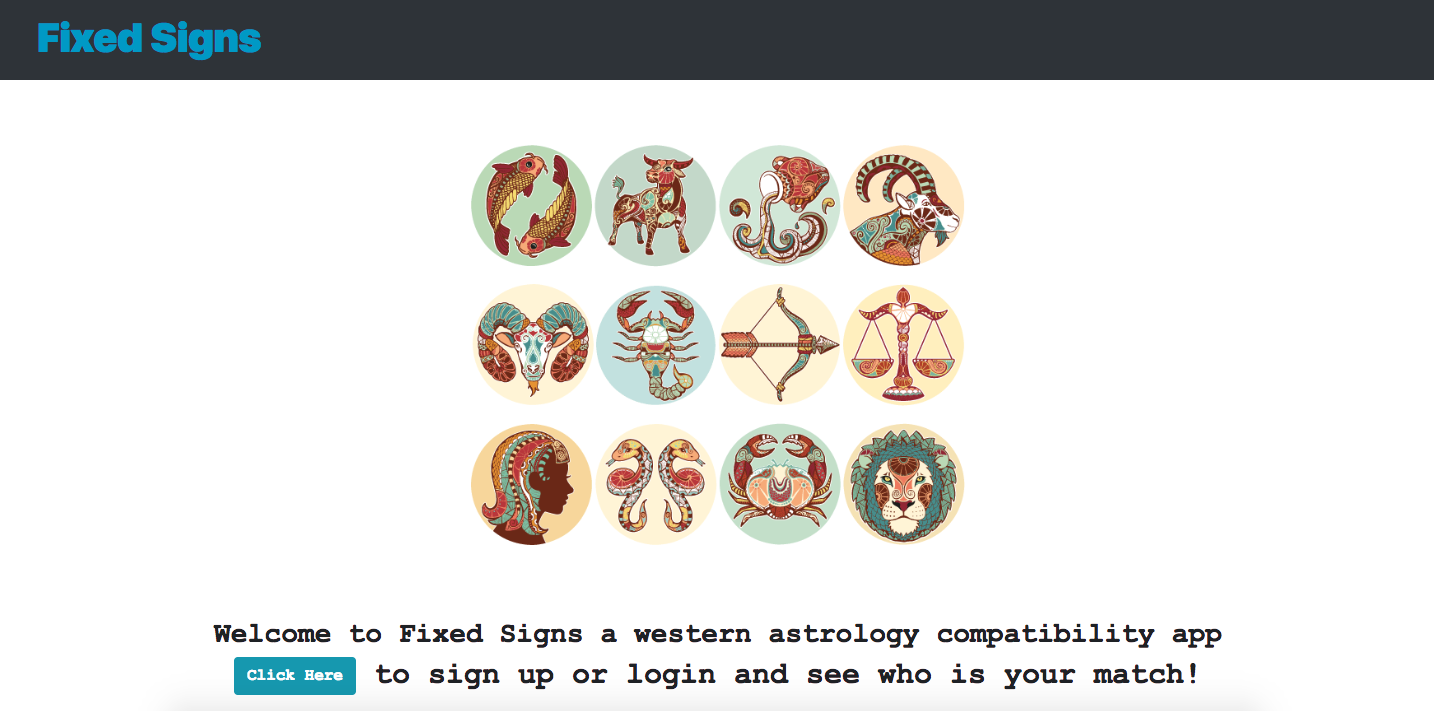 Fixed Signs
Welcome to Fixed Signs a western astrology compatibility app
Click Here to sign up or login and see who is your match!